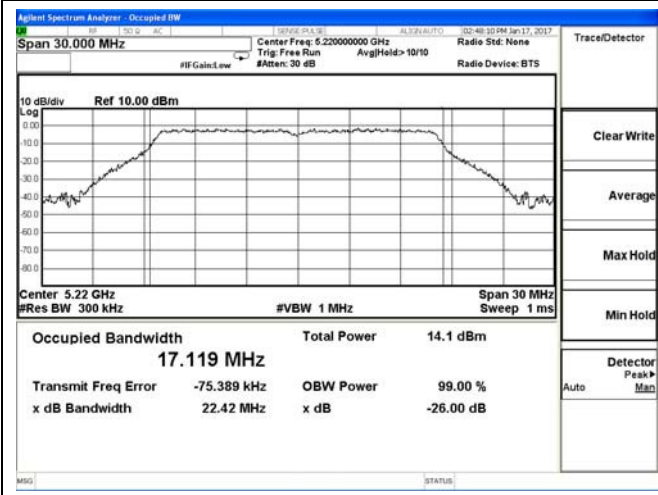 Agilent Spectrum Analyzer - Occupied BW
RF 50 Ω AC SENSE:PULSE ALIGN AUTO 02:48:10 PM Jan 17, 2017
Span 30.000 MHz Center Freq: 5.220000000 GHz Radio Std: None Trace/Detector
Trig: Free Run Avg|Hold:> 10/10
#IFGain:Low #Atten: 30 dB Radio Device: BTS
10 dB/div Ref 10.00 dBm
Log
0.00
-10.0
-20.0
-30.0
-40.0
-50.0
-60.0
-70.0
-80.0
Clear Write
Average
Max Hold
Min Hold
Center 5.22 GHz Span 30 MHz
#Res BW 300 kHz #VBW 1 MHz Sweep 1 ms
Occupied Bandwidth Total Power 14.1 dBm
17.119 MHz
Transmit Freq Error -75.389 kHz OBW Power 99.00 %
x dB Bandwidth 22.42 MHz x dB -26.00 dB
Detector
Peak▶
Auto Man
MSG STATUS